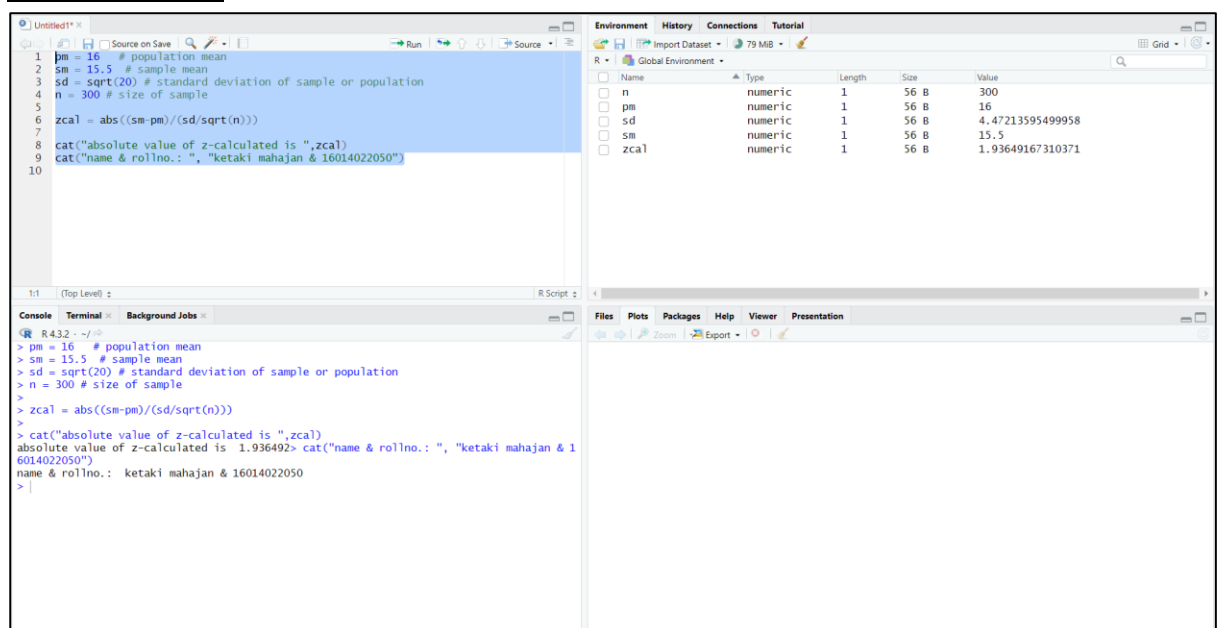 Untitled1* ×
Source on Save Run Source
1 pm = 16 # population mean
2 sm = 15.5 # sample mean
3 sd = sqrt(20) # standard deviation of sample or population
4 n = 300 # size of sample
5
6 zcal = abs((sm-pm)/(sd/sqrt(n)))
7
8 cat("absolute value of z-calculated is ",zcal)
9 cat("name & rollno.: ", "ketaki mahajan & 16014022050")
10
1:1 (Top Level) R Script
Environment History Connections Tutorial
Import Dataset 79 MiB Grid
R Global Environment
Name Type Length Size Value
n numeric 1 56 B 300
pm numeric 1 56 B 16
sd numeric 1 56 B 4.47213595499958
sm numeric 1 56 B 15.5
zcal numeric 1 56 B 1.93649167310371
Console Terminal × Background Jobs ×
R R 4.3.2 · ~/
> pm = 16 # population mean
> sm = 15.5 # sample mean
> sd = sqrt(20) # standard deviation of sample or population
> n = 300 # size of sample
>
> zcal = abs((sm-pm)/(sd/sqrt(n)))
>
> cat("absolute value of z-calculated is ",zcal)
absolute value of z-calculated is 1.936492> cat("name & rollno.: ", "ketaki mahajan & 1
6014022050")
name & rollno.: ketaki mahajan & 16014022050
>
Files Plots Packages Help Viewer Presentation
Zoom Export